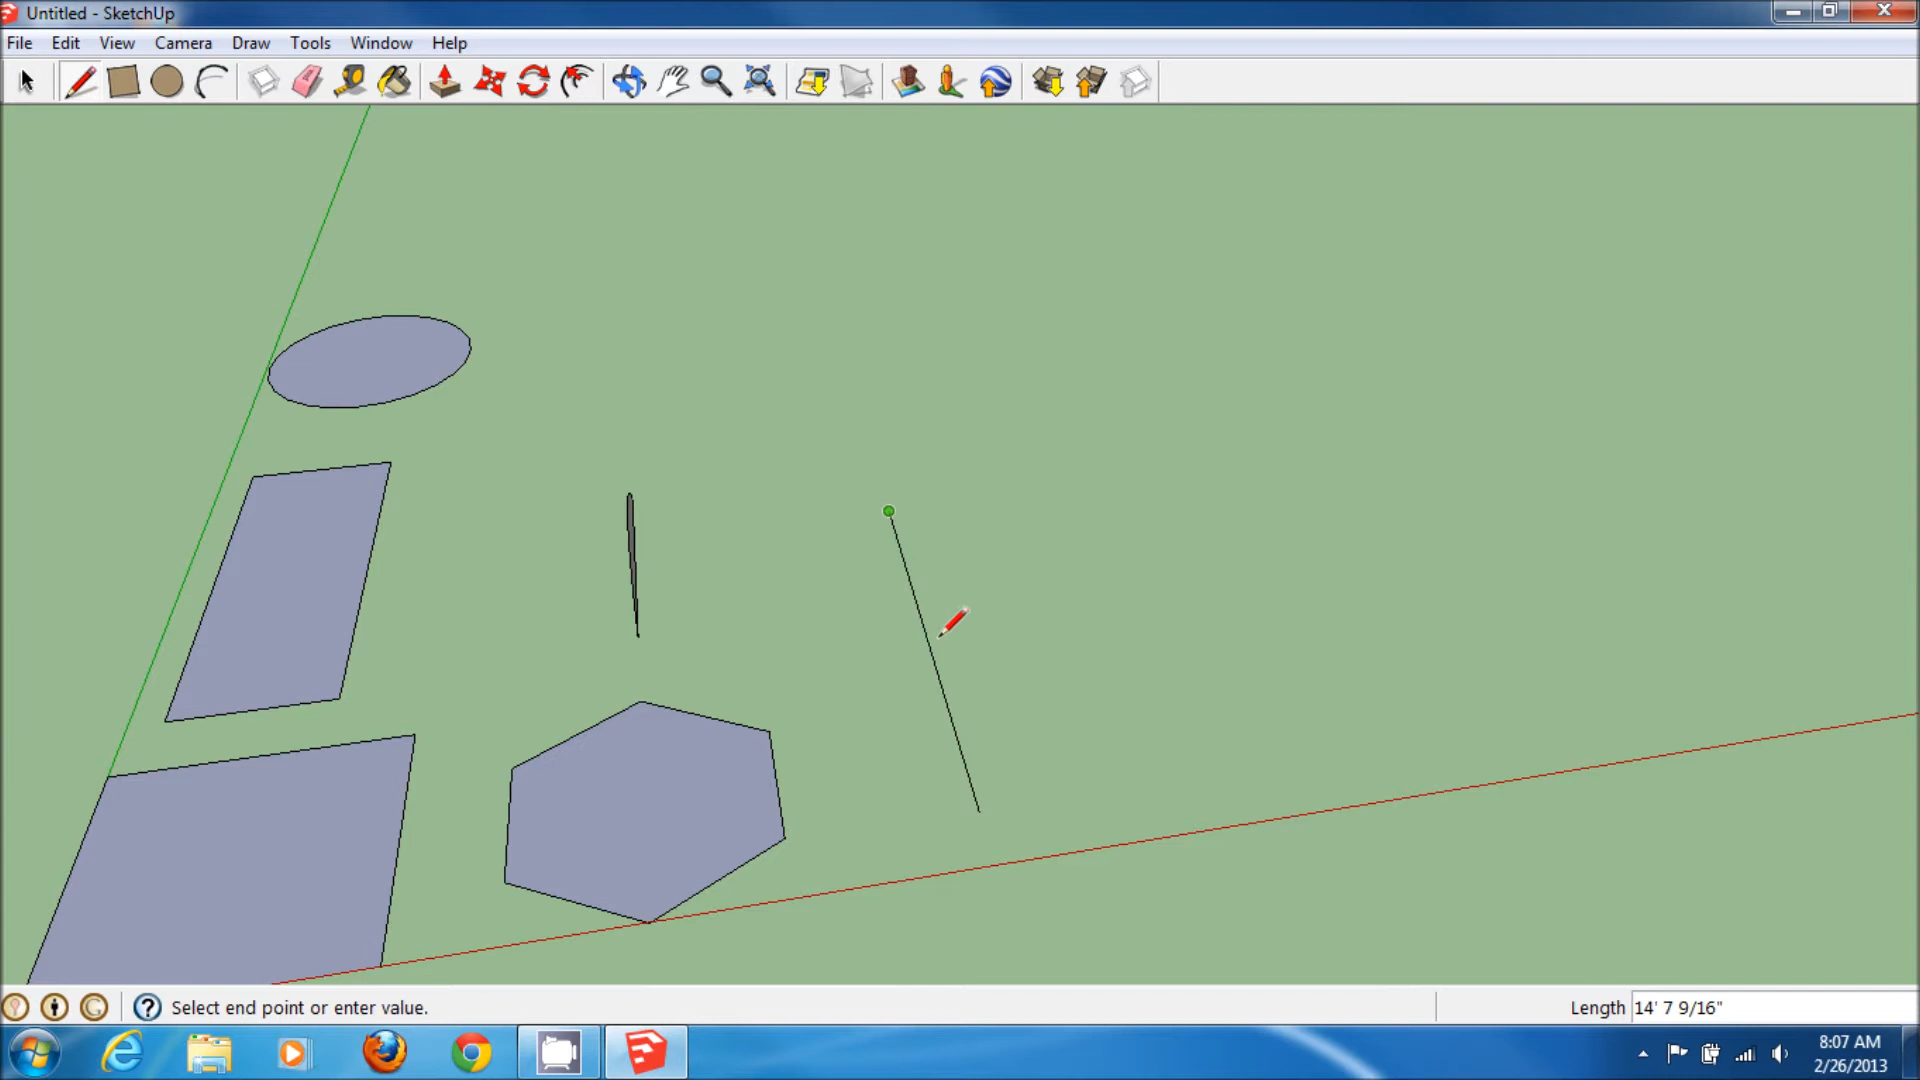 Untitled - SketchUp
File Edit View Camera Draw Tools Window Help
Select end point or enter value.
Length 14' 7 9/16"
8:07 AM
2/26/2013